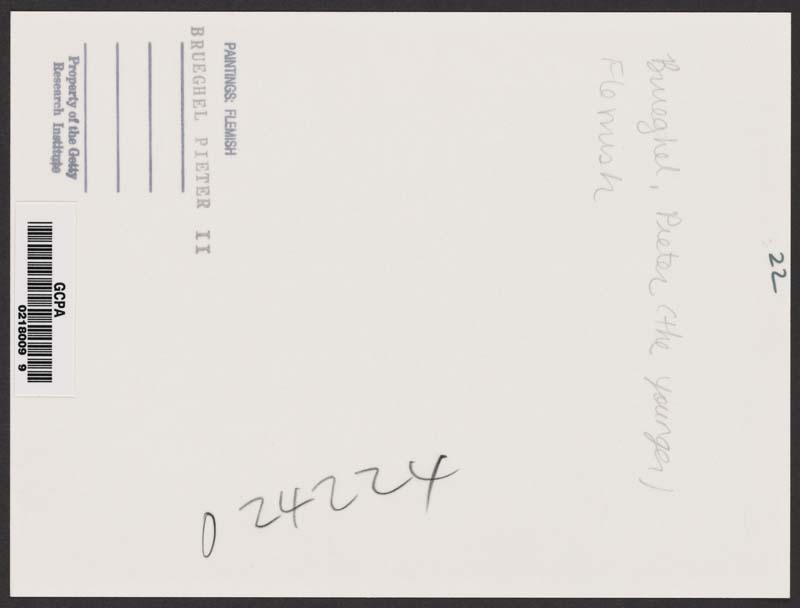 22
Brueghel, Pieter (the younger)
Flemish
PAINTINGS: FLEMISH
BRUEGHEL PIETER II
Property of the Getty
Research Institute
GCPA
0218009 9
024224